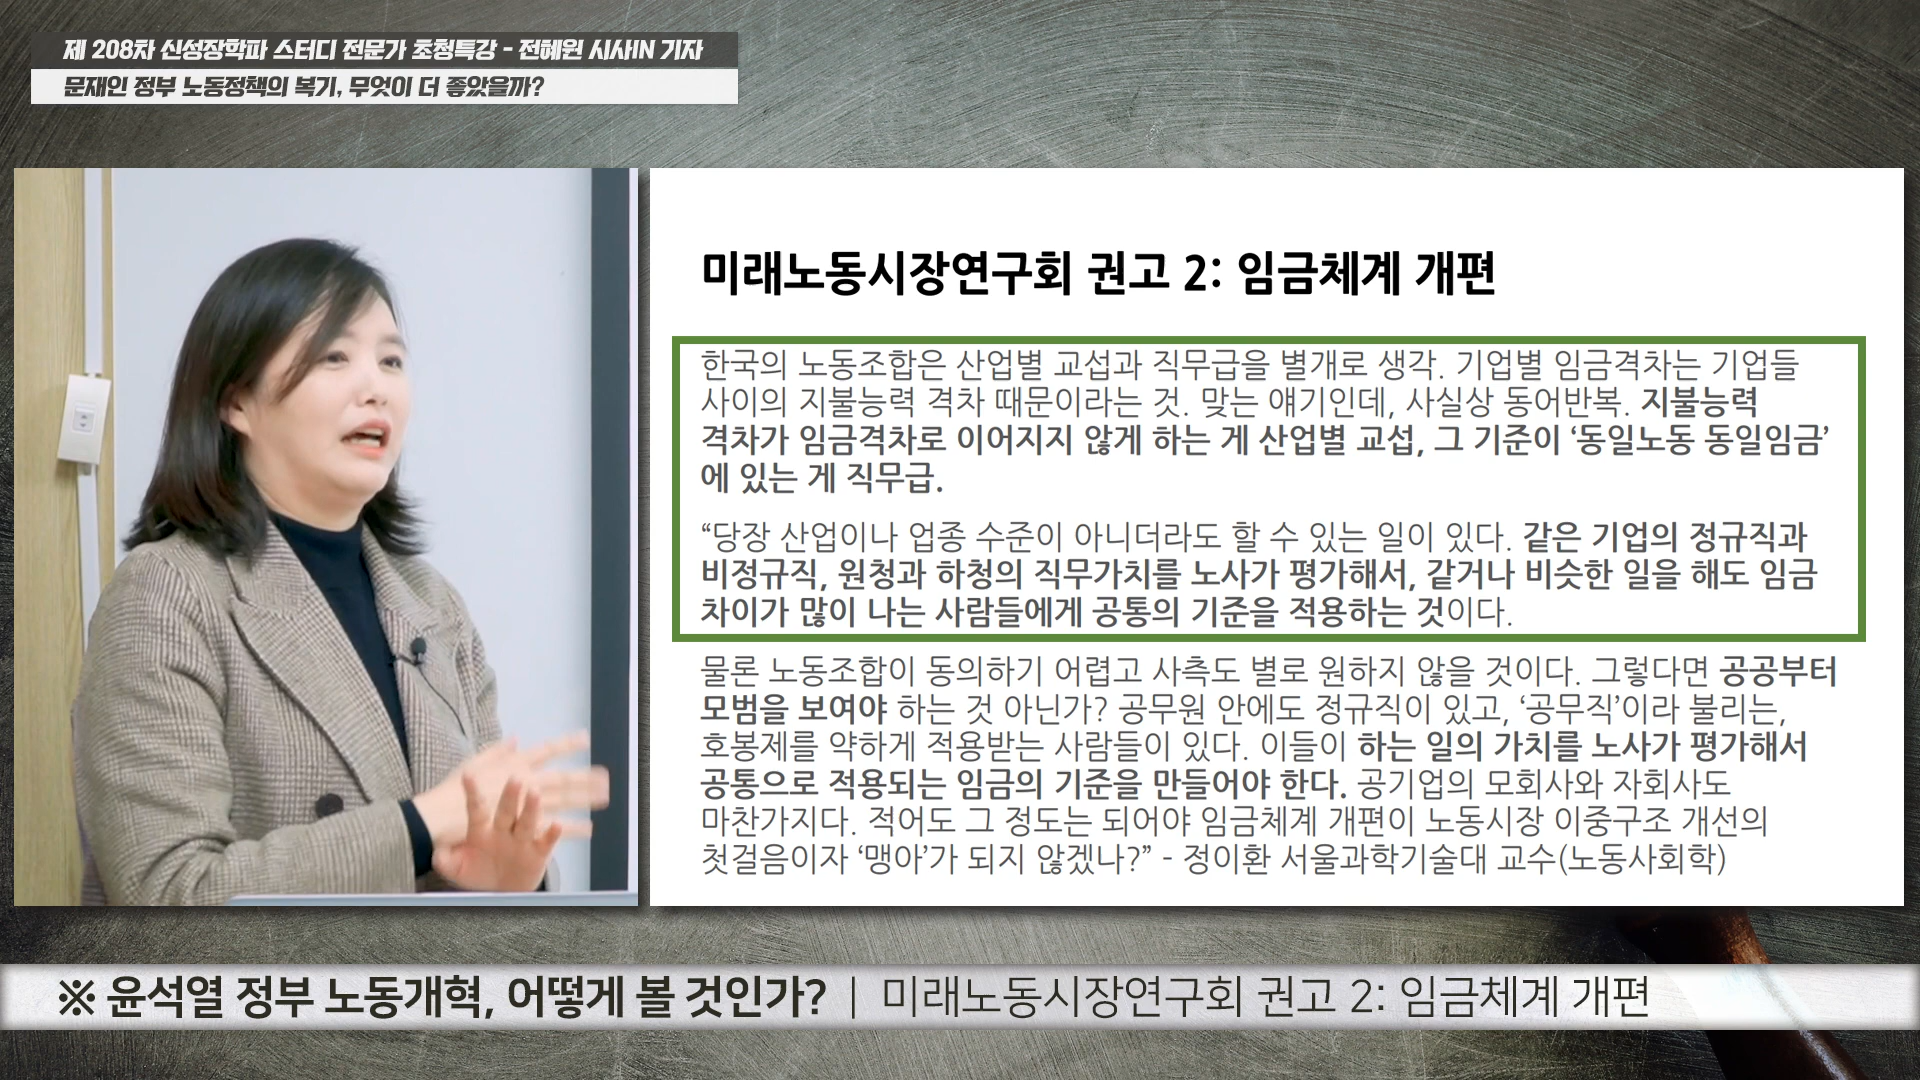 제 208차 신성장학파 스터디 전문가 초청특강 - 전혜원 시사IN 기자
문재인 정부 노동정책의 복기, 무엇이 더 좋았을까?
미래노동시장연구회 권고 2: 임금체계 개편
한국의 노동조합은 산업별 교섭과 직무급을 별개로 생각. 기업별 임금격차는 기업들
사이의 지불능력 격차 때문이라는 것. 맞는 얘기인데, 사실상 동어반복. 지불능력
격차가 임금격차로 이어지지 않게 하는 게 산업별 교섭, 그 기준이 ‘동일노동 동일임금’
에 있는 게 직무급.
“당장 산업이나 업종 수준이 아니더라도 할 수 있는 일이 있다. 같은 기업의 정규직과
비정규직, 원청과 하청의 직무가치를 노사가 평가해서, 같거나 비슷한 일을 해도 임금
차이가 많이 나는 사람들에게 공통의 기준을 적용하는 것이다.
물론 노동조합이 동의하기 어렵고 사측도 별로 원하지 않을 것이다. 그렇다면 공공부터
모범을 보여야 하는 것 아닌가? 공무원 안에도 정규직이 있고, ‘공무직’이라 불리는,
호봉제를 약하게 적용받는 사람들이 있다. 이들이 하는 일의 가치를 노사가 평가해서
공통으로 적용되는 임금의 기준을 만들어야 한다. 공기업의 모회사와 자회사도
마찬가지다. 적어도 그 정도는 되어야 임금체계 개편이 노동시장 이중구조 개선의
첫걸음이자 ‘맹아’가 되지 않겠나?” - 정이환 서울과학기술대 교수(노동사회학)
※ 윤석열 정부 노동개혁, 어떻게 볼 것인가? | 미래노동시장연구회 권고 2: 임금체계 개편